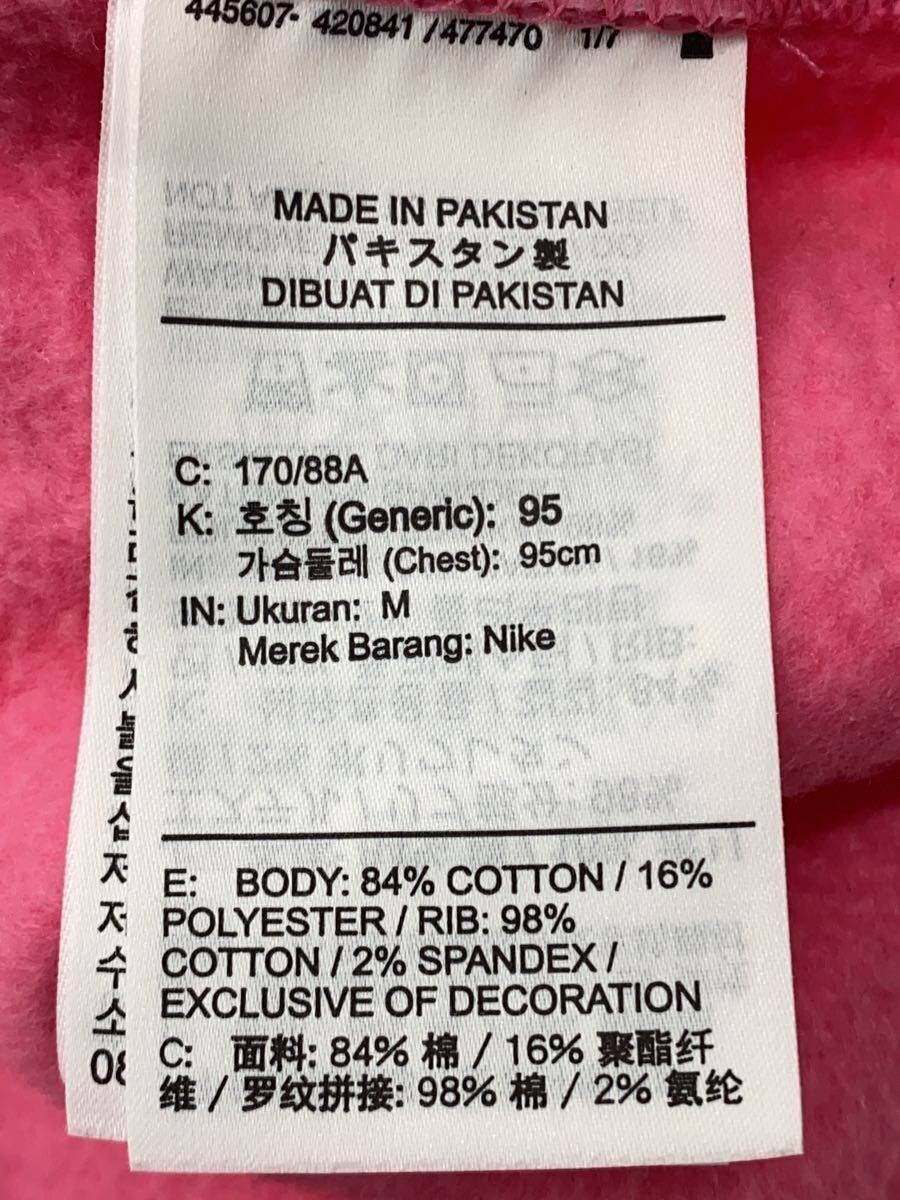 445607- 420841 / 477470 1/7
MADE IN PAKISTAN
パキスタン製
DIBUAT DI PAKISTAN
C: 170/88A
K: 호칭 (Generic): 95
가슴둘레 (Chest): 95cm
IN: Ukuran: M
Merek Barang: Nike
E: BODY: 84% COTTON / 16%
POLYESTER / RIB: 98%
COTTON / 2% SPANDEX /
EXCLUSIVE OF DECORATION
C: 面料: 84% 棉 / 16% 聚酯纤
维 / 罗纹拼接: 98% 棉 / 2% 氨纶